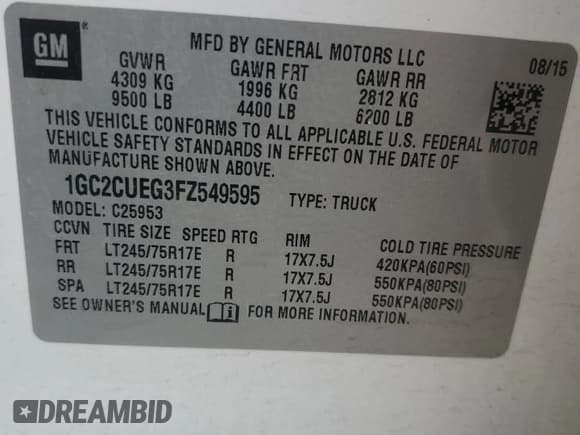 GM
MFD BY GENERAL MOTORS LLC
08/15
GVWR GAWR FRT GAWR RR
4309 KG 1996 KG 2812 KG
9500 LB 4400 LB 6200 LB
THIS VEHICLE CONFORMS TO ALL APPLICABLE U.S. FEDERAL MOTOR
VEHICLE SAFETY STANDARDS IN EFFECT ON THE DATE OF
MANUFACTURE SHOWN ABOVE.
1GC2CUEG3FZ549595 TYPE: TRUCK
MODEL: C25953
CCVN TIRE SIZE SPEED RTG RIM COLD TIRE PRESSURE
FRT LT245/75R17E R 17X7.5J 420KPA(60PSI)
RR LT245/75R17E R 17X7.5J 550KPA(80PSI)
SPA LT245/75R17E R 17X7.5J 550KPA(80PSI)
SEE OWNER'S MANUAL i FOR MORE INFORMATION.
DREAMBID